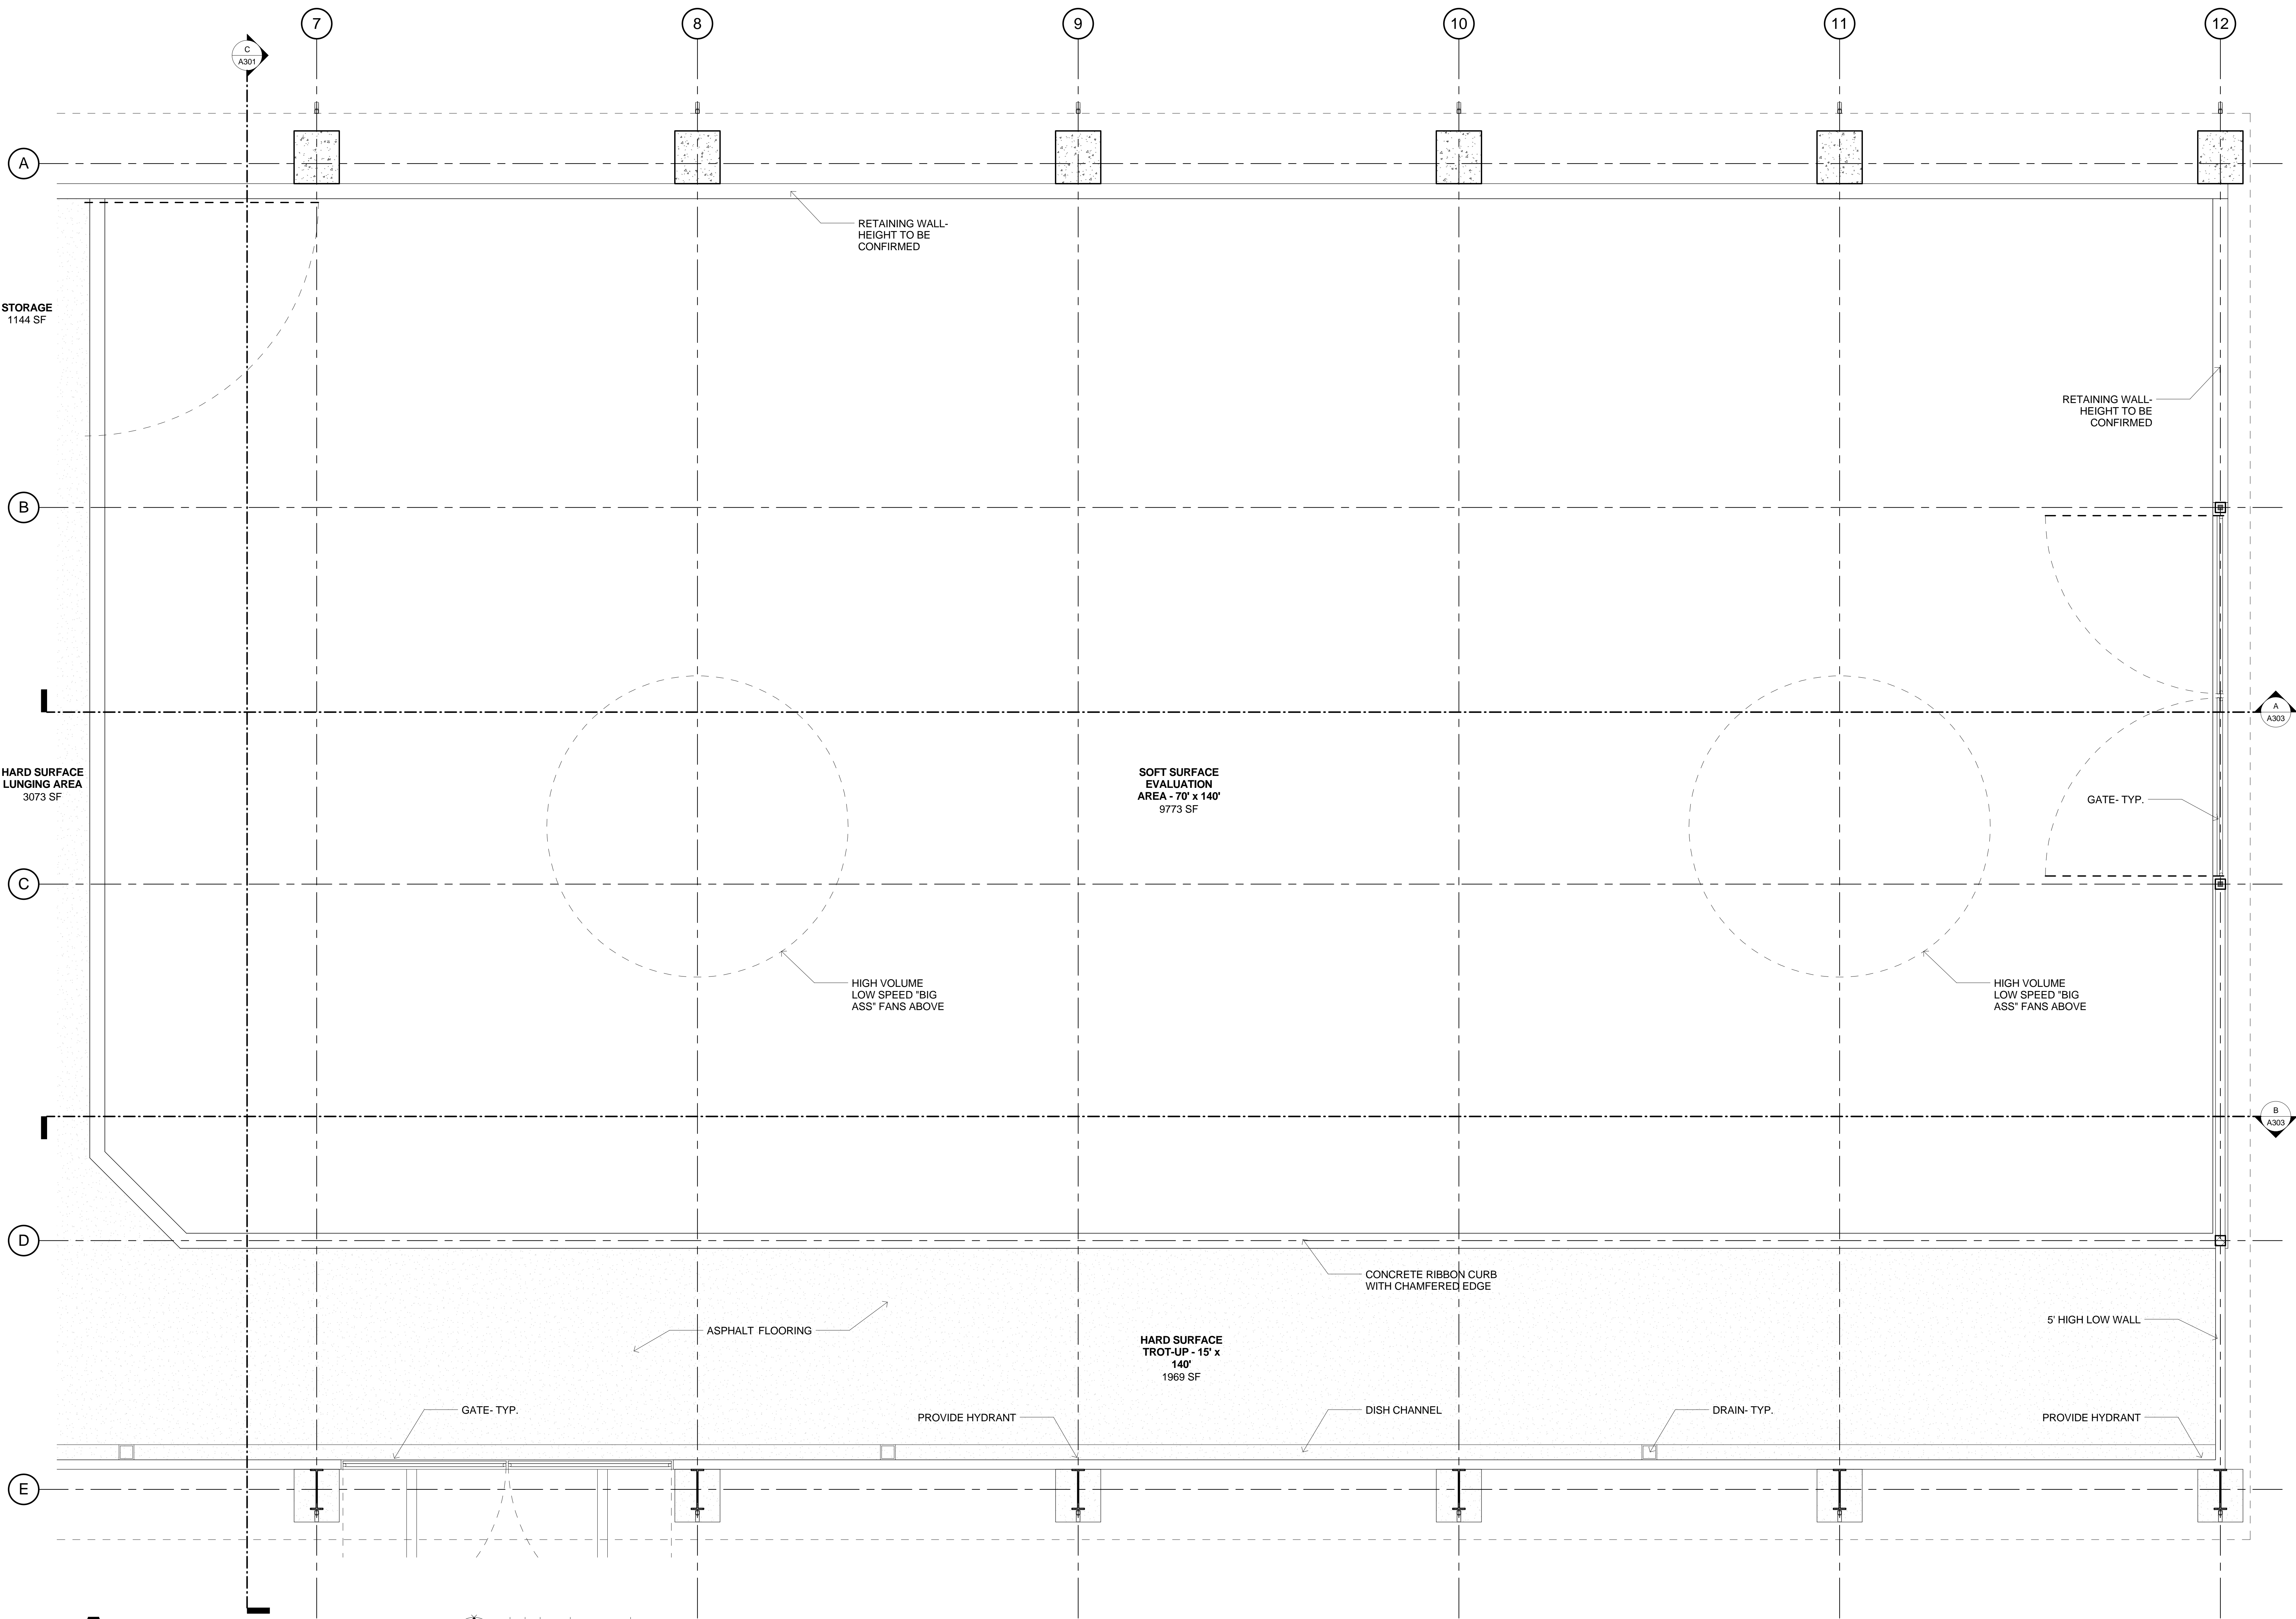 7
8
9
10
11
12
C
A301
A
RETAINING WALL-
HEIGHT TO BE
CONFIRMED
STORAGE
1144 SF
RETAINING WALL-
HEIGHT TO BE
CONFIRMED
B
A
A303
HARD SURFACE
LUNGING AREA
3073 SF
SOFT SURFACE
EVALUATION
AREA - 70' x 140'
9773 SF
GATE- TYP.
C
HIGH VOLUME
LOW SPEED "BIG
ASS" FANS ABOVE
HIGH VOLUME
LOW SPEED "BIG
ASS" FANS ABOVE
B
A303
D
CONCRETE RIBBON CURB
WITH CHAMFERED EDGE
ASPHALT FLOORING
HARD SURFACE
TROT-UP - 15' x
140'
1969 SF
5' HIGH LOW WALL
GATE- TYP.
PROVIDE HYDRANT
DISH CHANNEL
DRAIN- TYP.
PROVIDE HYDRANT
E